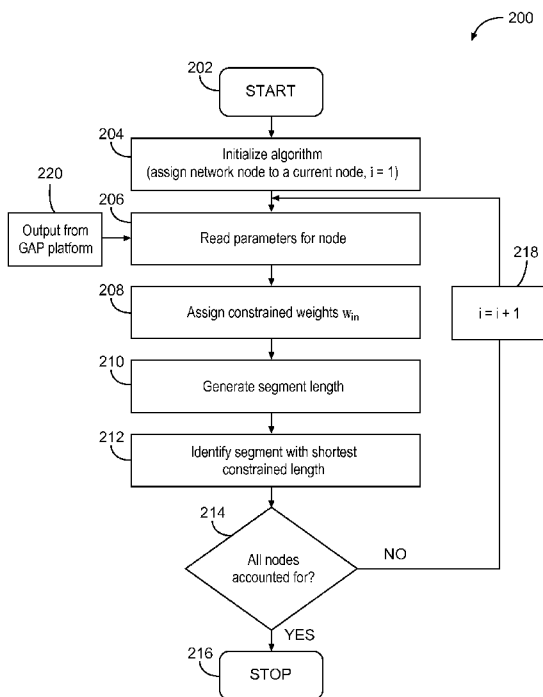 200
202
START
204
Initialize algorithm
(assign network node to a current node, i = 1)
220
Output from
GAP platform
206
Read parameters for node
218
i = i + 1
208
Assign constrained weights win
210
Generate segment length
212
Identify segment with shortest
constrained length
214
All nodes
accounted for?
NO
YES
216
STOP